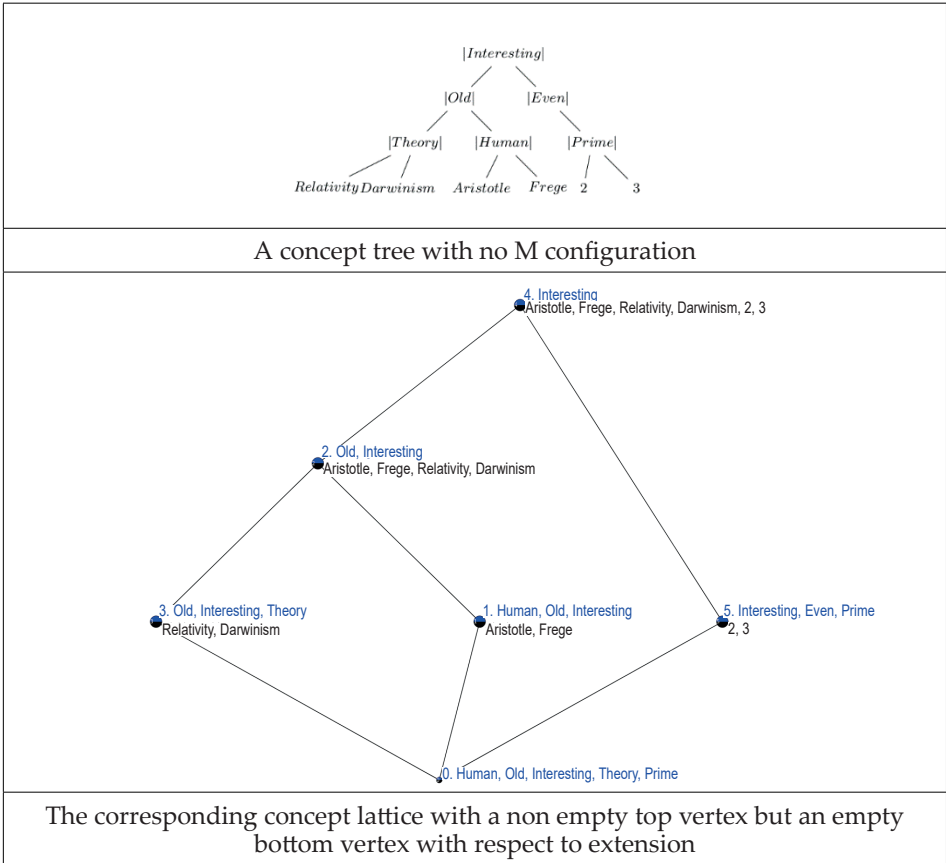 |Interesting|
|Old| |Even|
|Theory| |Human| |Prime|
Relativity Darwinism Aristotle Frege 2 3
A concept tree with no M configuration
4. Interesting
Aristotle, Frege, Relativity, Darwinism, 2, 3
2. Old, Interesting
Aristotle, Frege, Relativity, Darwinism
3. Old, Interesting, Theory
Relativity, Darwinism
1. Human, Old, Interesting
Aristotle, Frege
5. Interesting, Even, Prime
2, 3
0. Human, Old, Interesting, Theory, Prime
The corresponding concept lattice with a non empty top vertex but an empty
bottom vertex with respect to extension